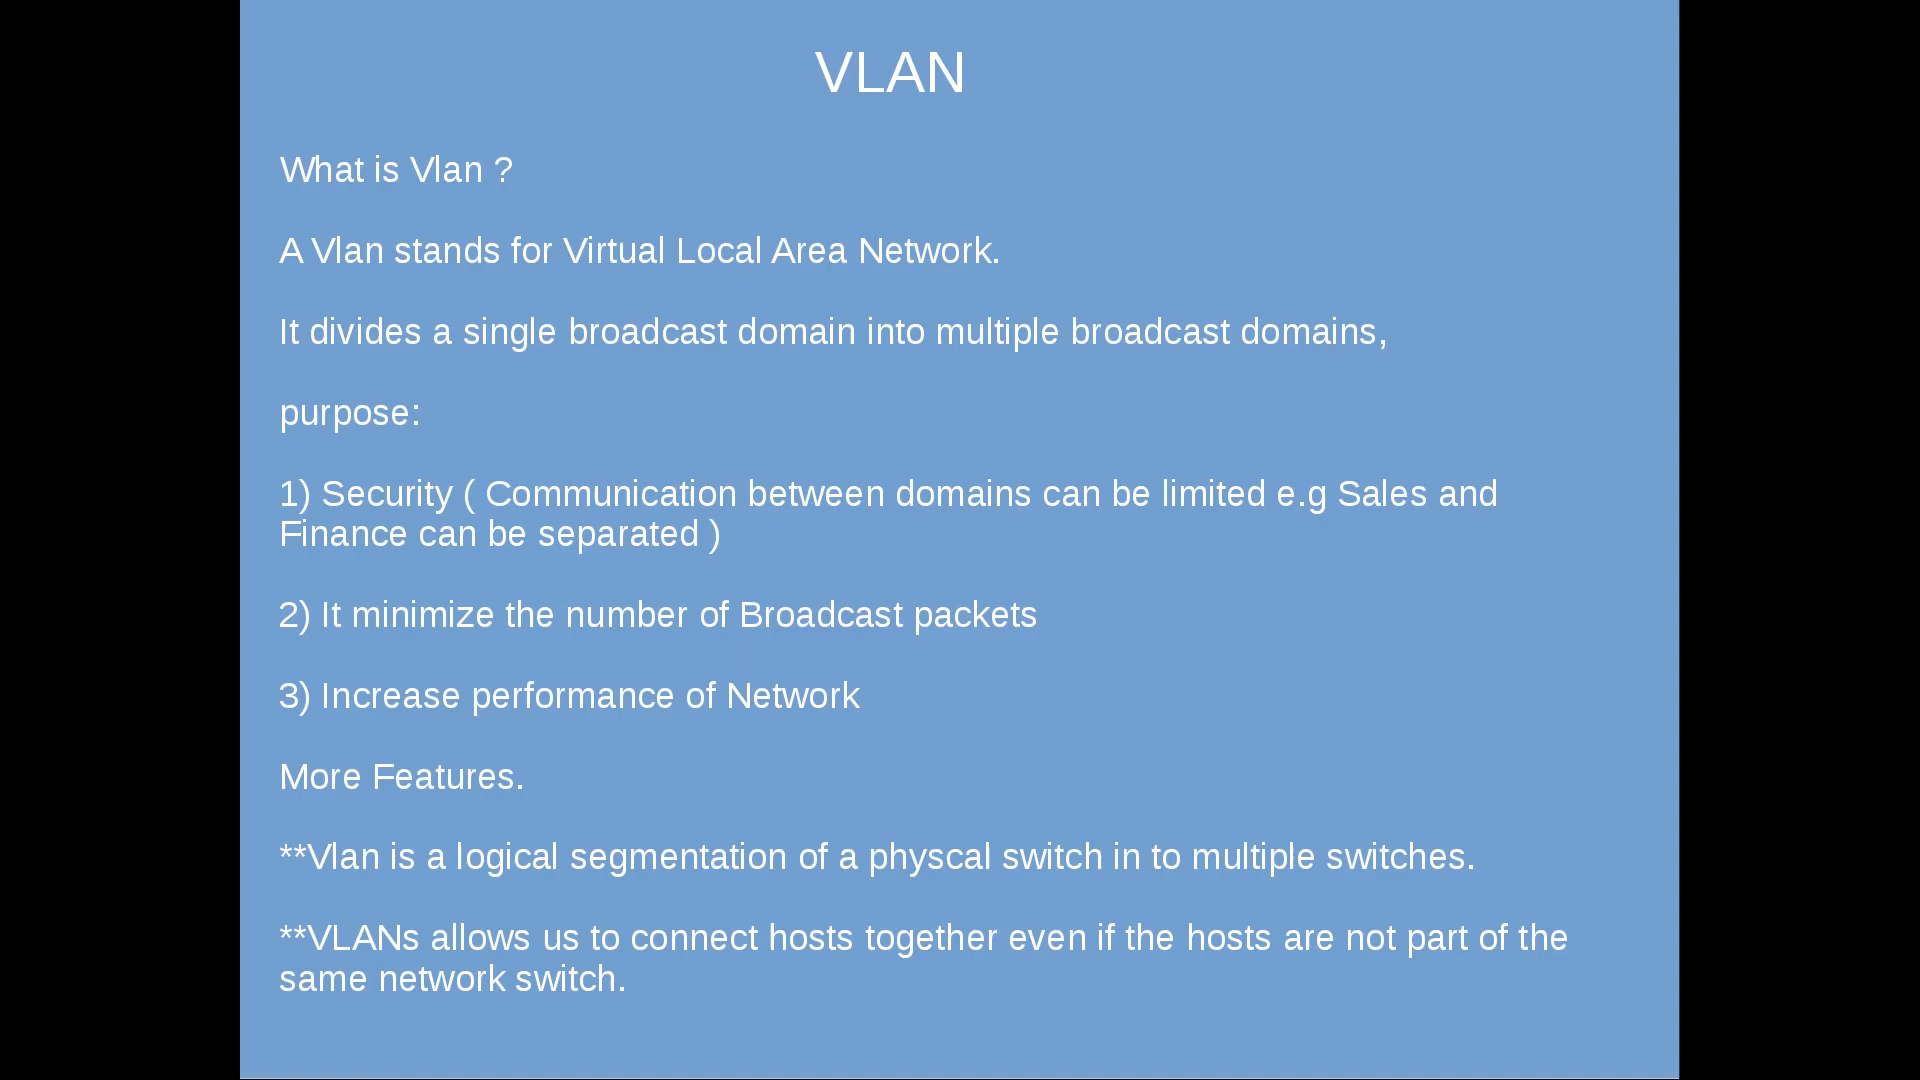 VLAN
What is Vlan ?
A Vlan stands for Virtual Local Area Network.
It divides a single broadcast domain into multiple broadcast domains,
purpose:
1) Security ( Communication between domains can be limited e.g Sales and
Finance can be separated )
2) It minimize the number of Broadcast packets
3) Increase performance of Network
More Features.
**Vlan is a logical segmentation of a physcal switch in to multiple switches.
**VLANs allows us to connect hosts together even if the hosts are not part of the
same network switch.